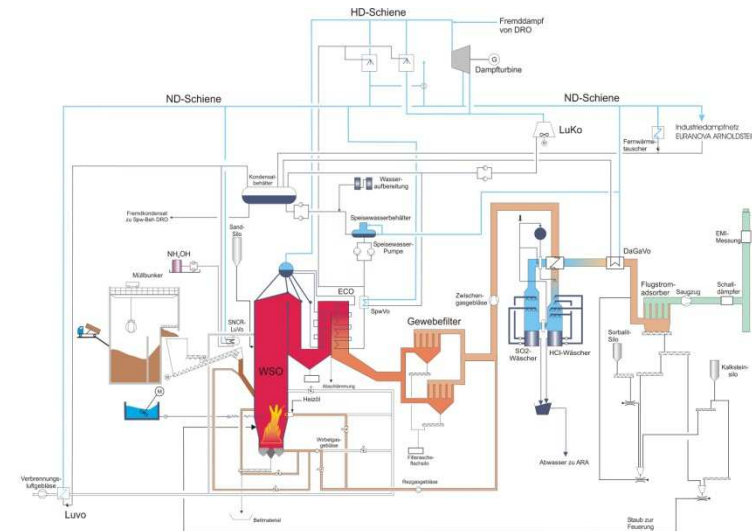 HD-Schiene
Fremddampf
von DRO
G
Dampfturbine
ND-Schiene
ND-Schiene
LuKo
Industriedampfnetz
EURANOVA ARNOLDSTEI
Fernwärme-
tauscher
Kondensat-
behälter
Wasser-
aufbereitung
Fremdkondensat
zu Spw-Beh DRO
Sand-
Silo
Speisewasserbehälter
Speisewasser-
Pumpe
NH₄OH
Müllbunker
SNCR-
LuVo
ECO
SpwVo
Zwischen-
gasgebläse
DaGaVo
EMI-
Messung
Flugstrom-
adsorber
Saugzug
Schall-
dämpfer
Gewebefilter
WSO
Abschlämmung
SO2-
Wäscher
HCl-Wäscher
Sorbalit-
Silo
Kalkstein-
silo
M
Heizöl
Wirbelgas-
gebläse
Abwasser zu ARA
Rezigasgebläse
Verbrennungs-
luftgebläse
Luvo
Bettmaterial
Staub zur
Feuerung